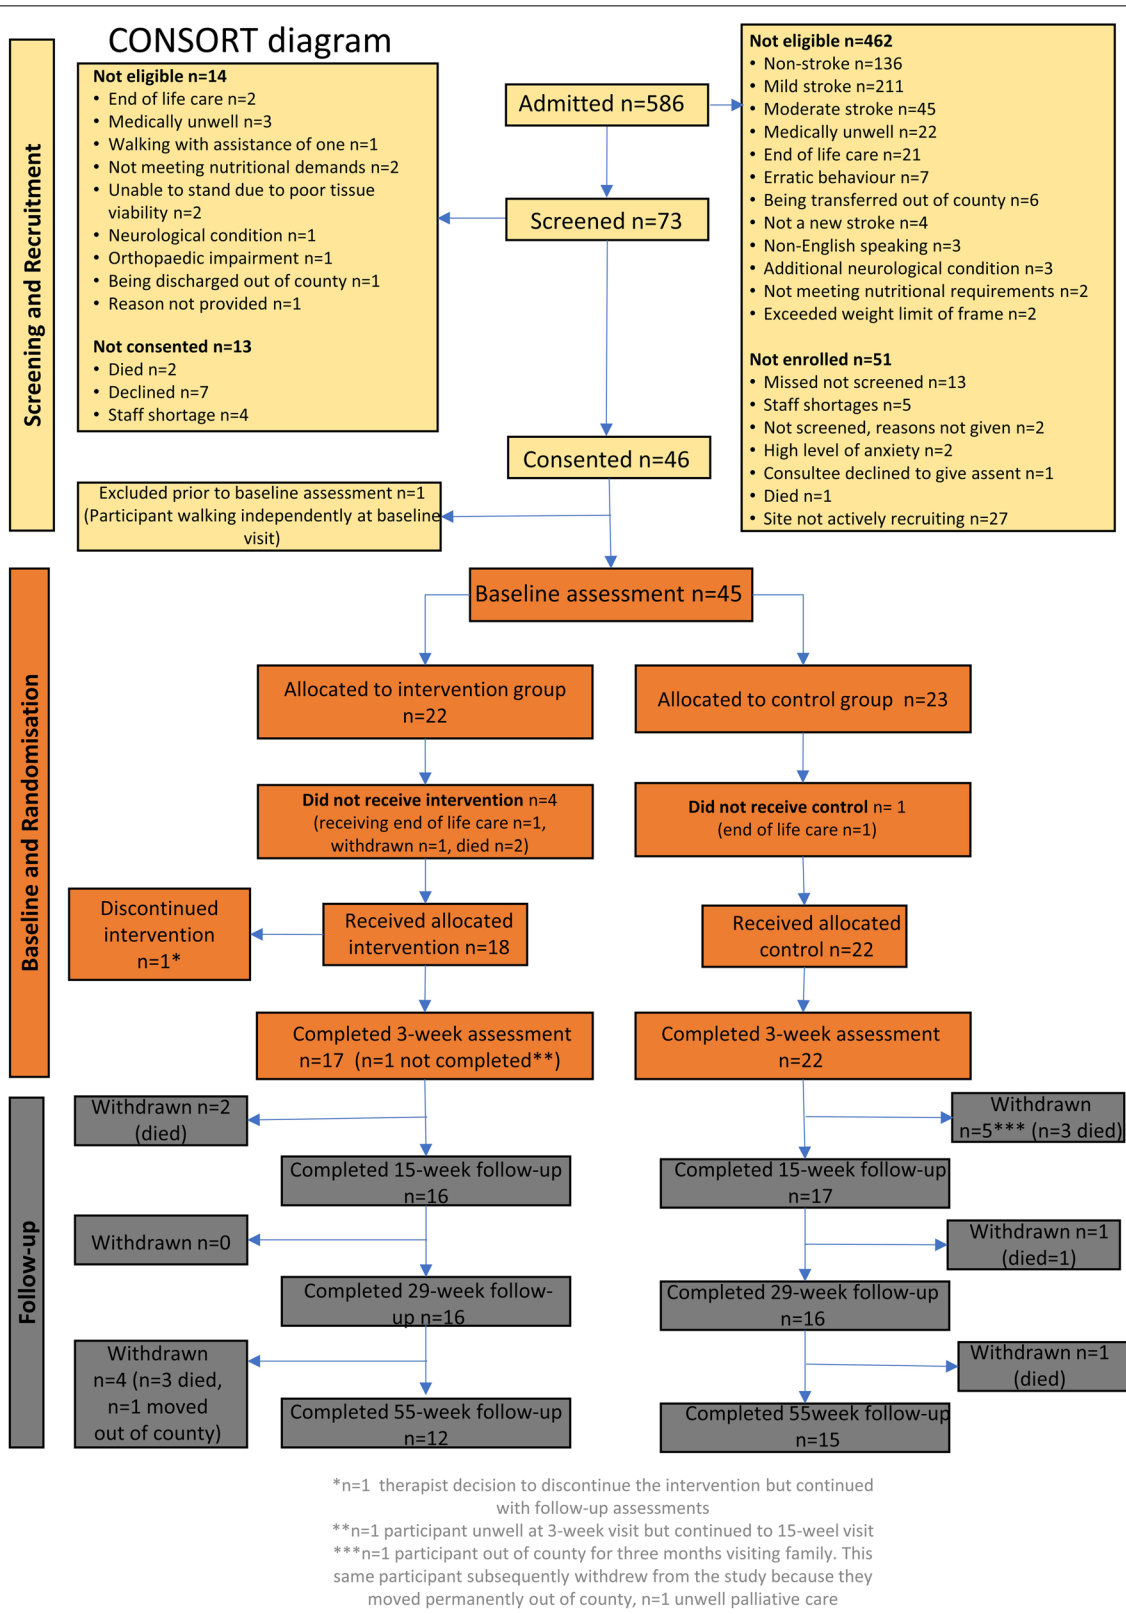 CONSORT diagram
Screening and Recruitment
Not eligible n=14
• End of life care n=2
• Medically unwell n=3
• Walking with assistance of one n=1
• Not meeting nutritional demands n=2
• Unable to stand due to poor tissue
viability n=2
• Neurological condition n=1
• Orthopaedic impairment n=1
• Being discharged out of county n=1
• Reason not provided n=1
Not consented n=13
• Died n=2
• Declined n=7
• Staff shortage n=4
Admitted n=586
Screened n=73
Consented n=46
Not eligible n=462
• Non-stroke n=136
• Mild stroke n=211
• Moderate stroke n=45
• Medically unwell n=22
• End of life care n=21
• Erratic behaviour n=7
• Being transferred out of county n=6
• Not a new stroke n=4
• Non-English speaking n=3
• Additional neurological condition n=3
• Not meeting nutritional requirements n=2
• Exceeded weight limit of frame n=2
Not enrolled n=51
• Missed not screened n=13
• Staff shortages n=5
• Not screened, reasons not given n=2
• High level of anxiety n=2
• Consultee declined to give assent n=1
• Died n=1
• Site not actively recruiting n=27
Excluded prior to baseline assessment n=1
(Participant walking independently at baseline
visit)
Baseline and Randomisation
Baseline assessment n=45
Allocated to intervention group
n=22
Allocated to control group n=23
Did not receive intervention n=4
(receiving end of life care n=1,
withdrawn n=1, died n=2)
Did not receive control n= 1
(end of life care n=1)
Discontinued
intervention
n=1*
Received allocated
intervention n=18
Received allocated
control n=22
Completed 3-week assessment
n=17 (n=1 not completed**)
Completed 3-week assessment
n=22
Follow-up
Withdrawn n=2
(died)
Withdrawn
n=5*** (n=3 died)
Completed 15-week follow-up
n=16
Completed 15-week follow-up
n=17
Withdrawn n=0
Withdrawn n=1
(died=1)
Completed 29-week follow-
up n=16
Completed 29-week follow-up
n=16
Withdrawn
n=4 (n=3 died,
n=1 moved
out of county)
Withdrawn n=1
(died)
Completed 55-week follow-up
n=12
Completed 55week follow-up
n=15
*n=1 therapist decision to discontinue the intervention but continued
with follow-up assessments
**n=1 participant unwell at 3-week visit but continued to 15-weel visit
***n=1 participant out of county for three months visiting family. This
same participant subsequently withdrew from the study because they
moved permanently out of county, n=1 unwell palliative care